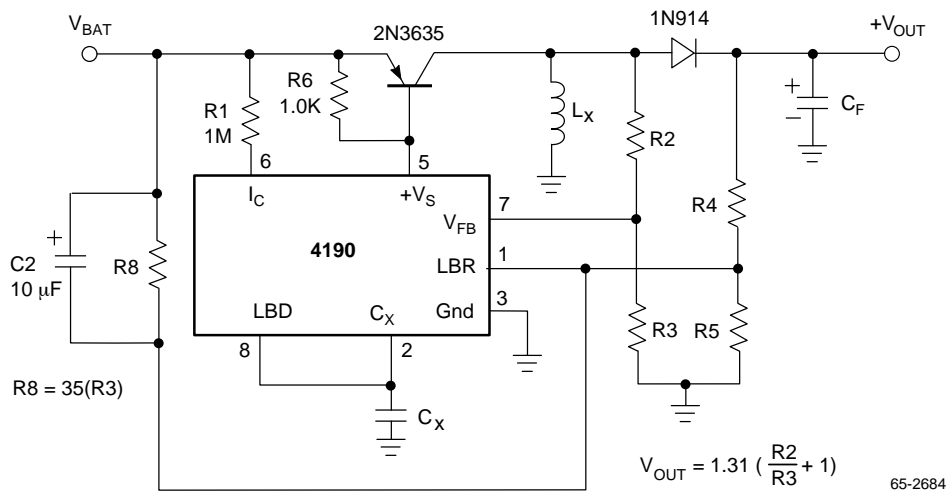 V_BAT
2N3635
1N914
+V_OUT
R6
1.0K
R1
1M
6
5
L_X
R2
+
–
C_F
I_C
+V_S
7
V_FB
R4
4190
1
LBR
+
C2
10 µF
R8
LBD
C_X
Gnd
3
8
2
R3
R5
R8 = 35(R3)
C_X
V_OUT = 1.31 ( R2/R3 + 1)
65-2684